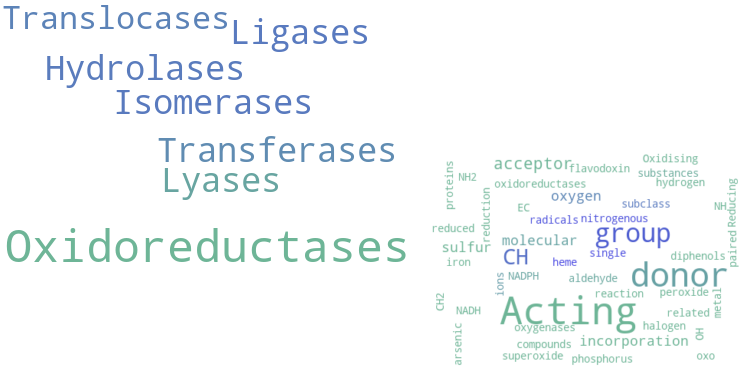 Translocases
Ligases
Hydrolases
Isomerases
Transferases
Lyases
Oxidoreductases
acceptor
flavodoxin
Oxidising
substances
hydrogen
proteins
NH2
oxidoreductases
oxygen
subclass
NH
Reducing
paired
EC
reduction
radicals
nitrogenous
reduced
sulfur
molecular
group
iron
CH
heme
single
diphenols
donor
ions
NADPH
aldehyde
CH2
NADH
reaction
peroxide
metal
Acting
related
oxygenases
halogen
OH
arsenic
compounds
incorporation
superoxide
phosphorus
oxo